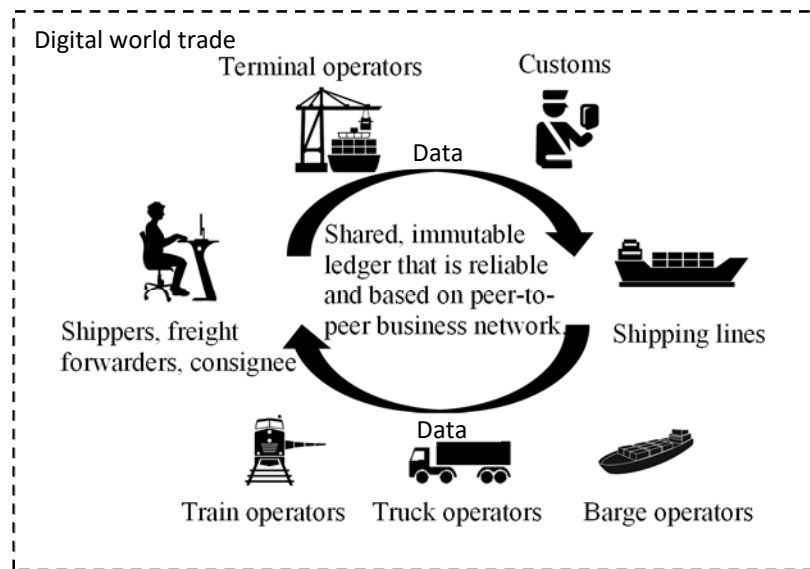 Digital world trade
Terminal operators
Customs
Data
Shared, immutable
ledger that is reliable
and based on peer-to-
peer business network.
Shippers, freight
forwarders, consignee
Shipping lines
Data
Train operators
Truck operators
Barge operators